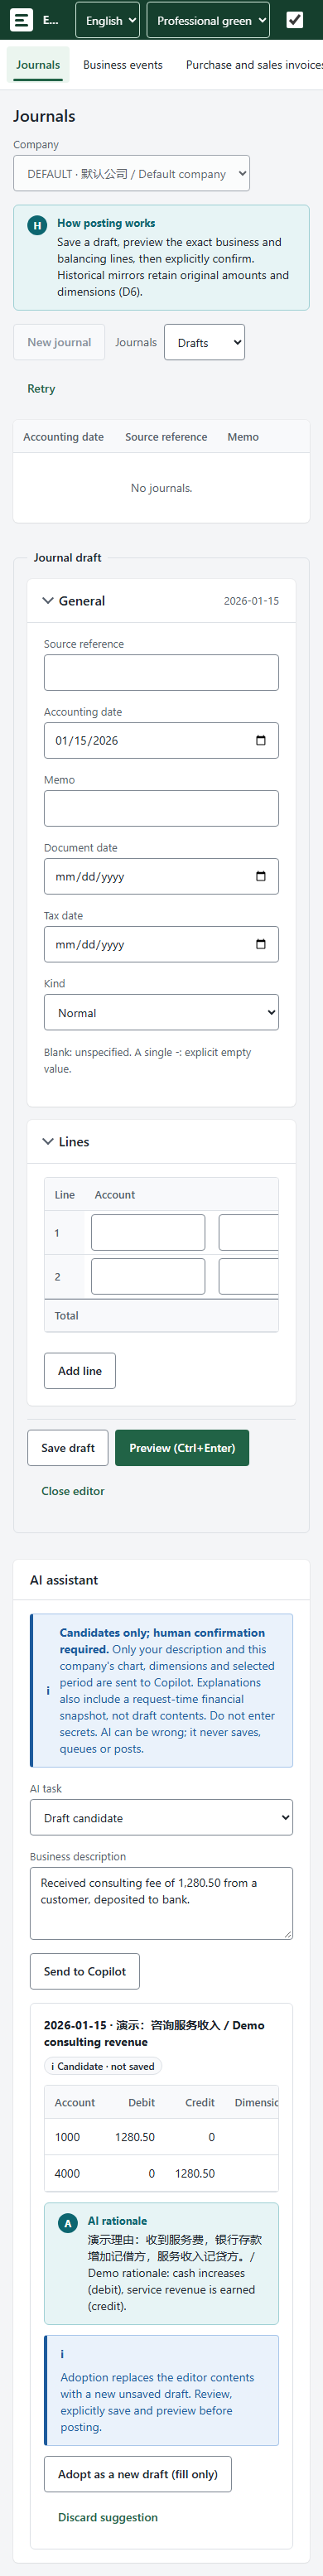 E...
English
Professional green
Journals
Business events
Purchase and sales invoices
Journals
Company
DEFAULT · 默认公司 / Default company
H
How posting works
Save a draft, preview the exact business and
balancing lines, then explicitly confirm.
Historical mirrors retain original amounts and
dimensions (D6).
New journal
Journals
Drafts
Retry
Accounting date
Source reference
Memo
No journals.
Journal draft
General
2026-01-15
Source reference
Accounting date
01/15/2026
Memo
Document date
mm/dd/yyyy
Tax date
mm/dd/yyyy
Kind
Normal
Blank: unspecified. A single -: explicit empty
value.
Lines
Line Account
1
2
Total
Add line
Save draft
Preview (Ctrl+Enter)
Close editor
AI assistant
i
Candidates only; human confirmation
required. Only your description and this
company's chart, dimensions and selected
period are sent to Copilot. Explanations
also include a request-time financial
snapshot, not draft contents. Do not enter
secrets. AI can be wrong; it never saves,
queues or posts.
AI task
Draft candidate
Business description
Received consulting fee of 1,280.50 from a
customer, deposited to bank.
Send to Copilot
2026-01-15 · 演示：咨询服务收入 / Demo
consulting revenue
i Candidate · not saved
Account Debit Credit Dimensic
1000 1280.50 0
4000 0 1280.50
A
AI rationale
演示理由：收到服务费，银行存款
增加记借方，服务收入记贷方。/
Demo rationale: cash increases
(debit), service revenue is earned
(credit).
i
Adoption replaces the editor contents
with a new unsaved draft. Review,
explicitly save and preview before
posting.
Adopt as a new draft (fill only)
Discard suggestion